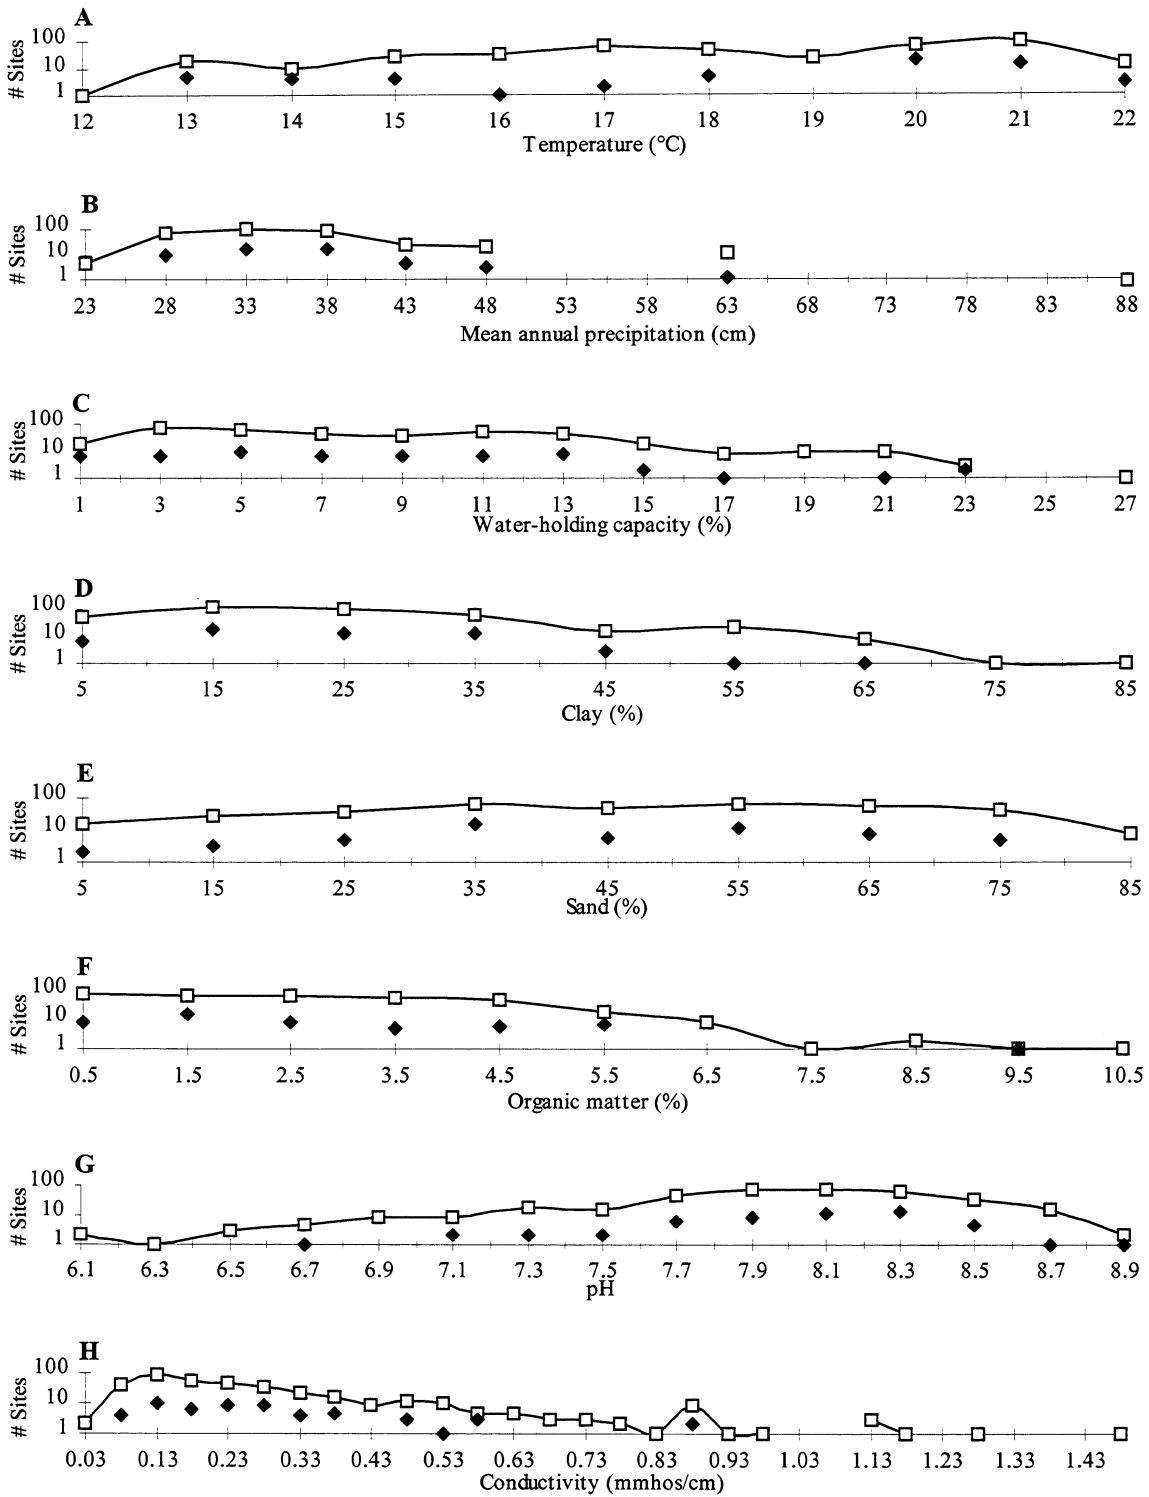 A
# Sites
100
10
1
12 13 14 15 16 17 18 19 20 21 22
Temperature (°C)
B
# Sites
100
10
1
23 28 33 38 43 48 53 58 63 68 73 78 83 88
Mean annual precipitation (cm)
C
# Sites
100
10
1
1 3 5 7 9 11 13 15 17 19 21 23 25 27
Water-holding capacity (%)
D
# Sites
100
10
1
5 15 25 35 45 55 65 75 85
Clay (%)
E
# Sites
100
10
1
5 15 25 35 45 55 65 75 85
Sand (%)
F
# Sites
100
10
1
0.5 1.5 2.5 3.5 4.5 5.5 6.5 7.5 8.5 9.5 10.5
Organic matter (%)
G
# Sites
100
10
1
6.1 6.3 6.5 6.7 6.9 7.1 7.3 7.5 7.7 7.9 8.1 8.3 8.5 8.7 8.9
pH
H
# Sites
100
10
1
0.03 0.13 0.23 0.33 0.43 0.53 0.63 0.73 0.83 0.93 1.03 1.13 1.23 1.33 1.43
Conductivity (mmhos/cm)